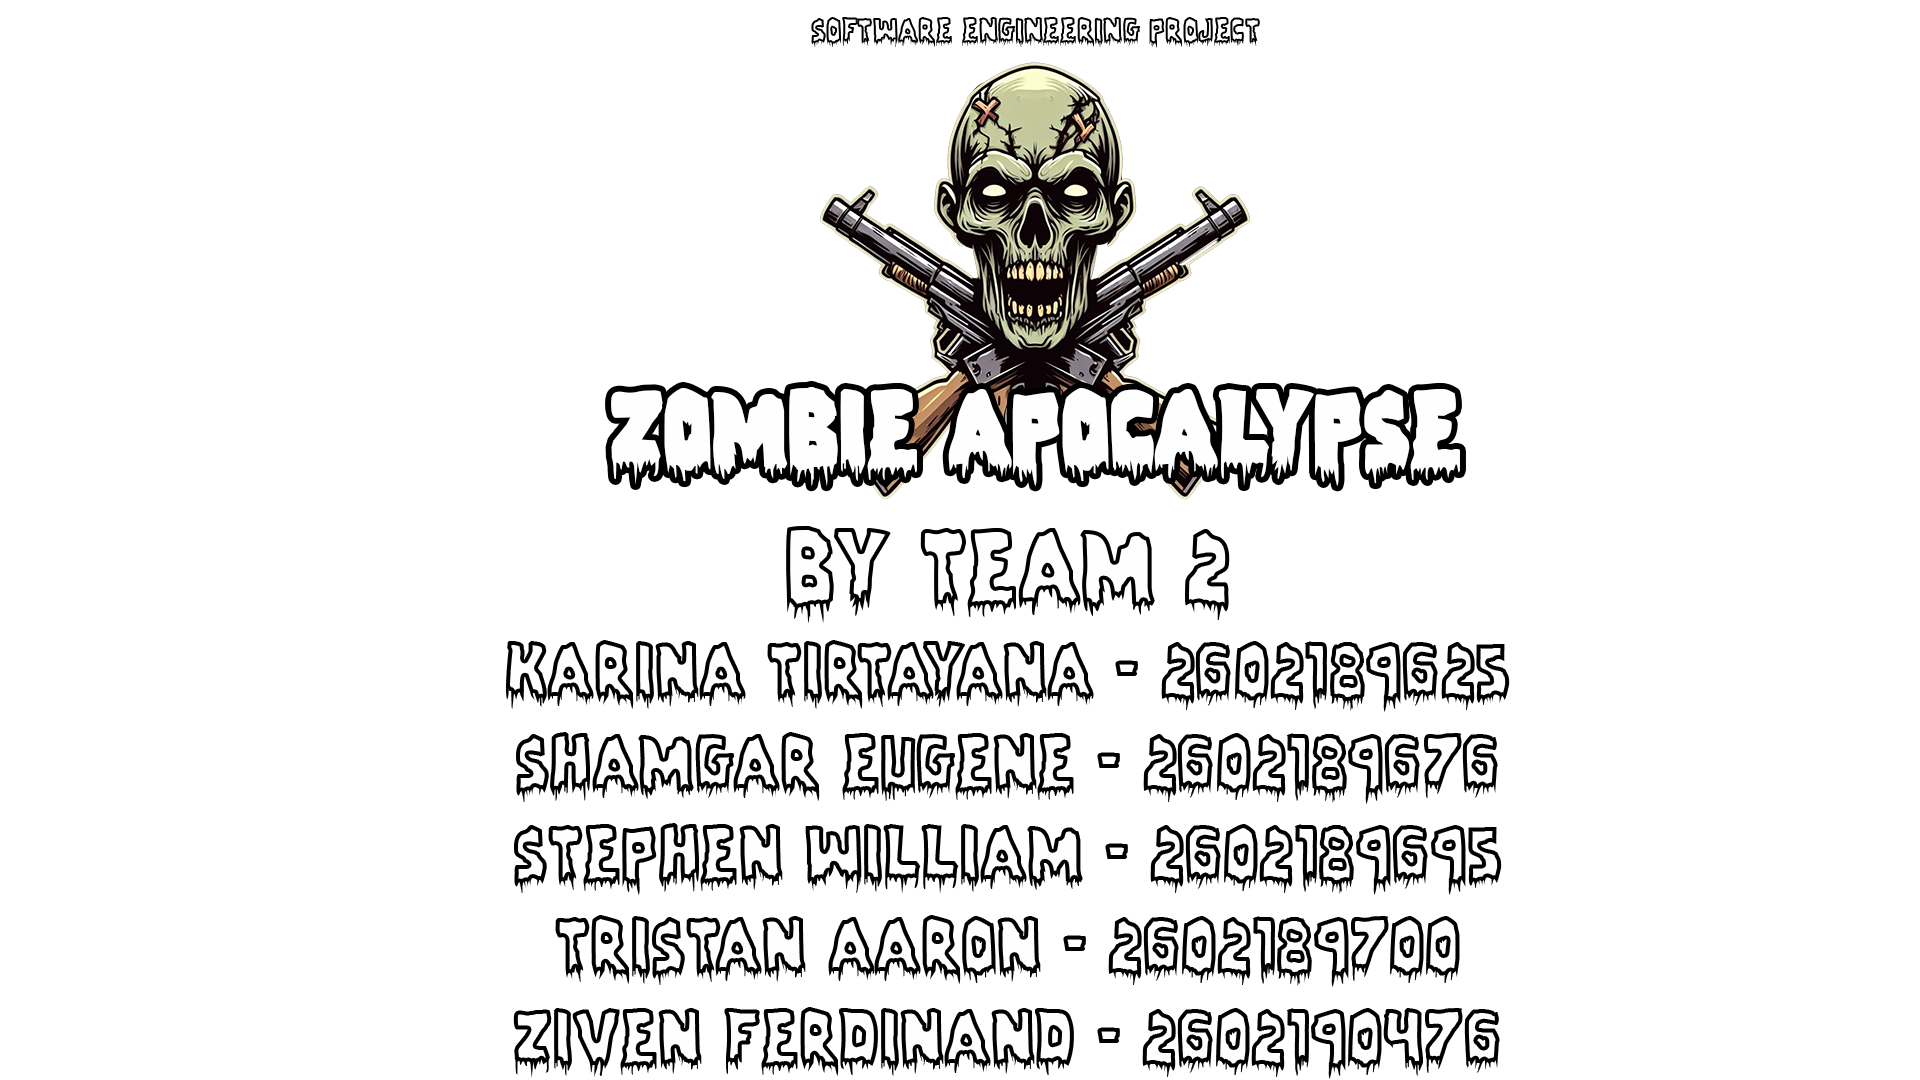 SOFTWARE ENGINEERING PROJECT
ZOMBIE APOCALYPSE
BY TEAM 2
KARINA TIRTAYANA - 2602189625
SHAMGAR EUGENE - 2602189676
STEPHEN WILLIAM - 2602189695
TRISTAN AARON - 2602189700
ZIVEN FERDINAND - 2602190476